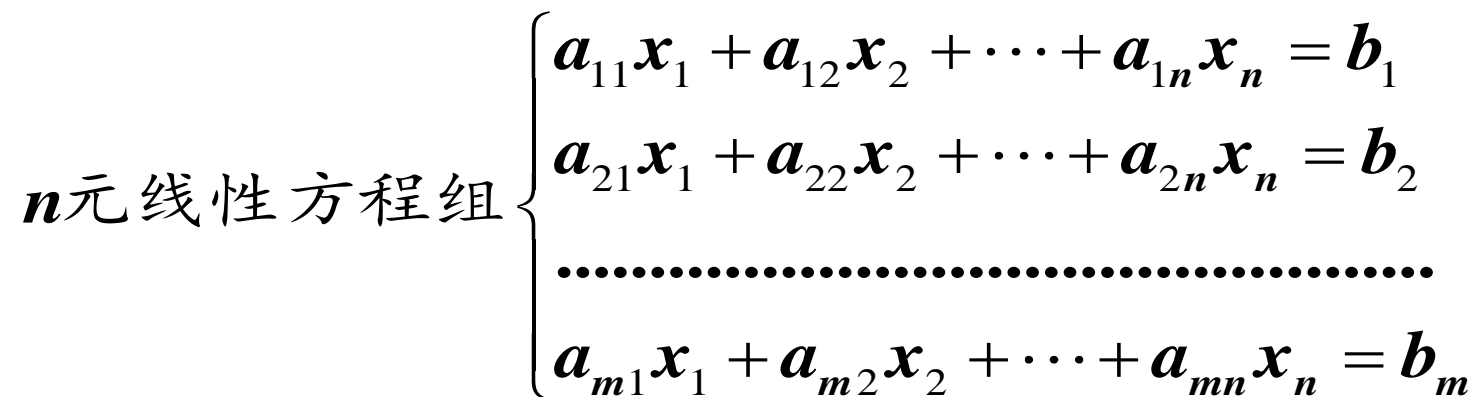 a₁₁x₁ + a₁₂x₂ + ⋯ + a₁ₙxₙ = b₁
a₂₁x₁ + a₂₂x₂ + ⋯ + a₂ₙxₙ = b₂
n元线性方程组
................................................
aₘ₁x₁ + aₘ₂x₂ + ⋯ + aₘₙxₙ = bₘ